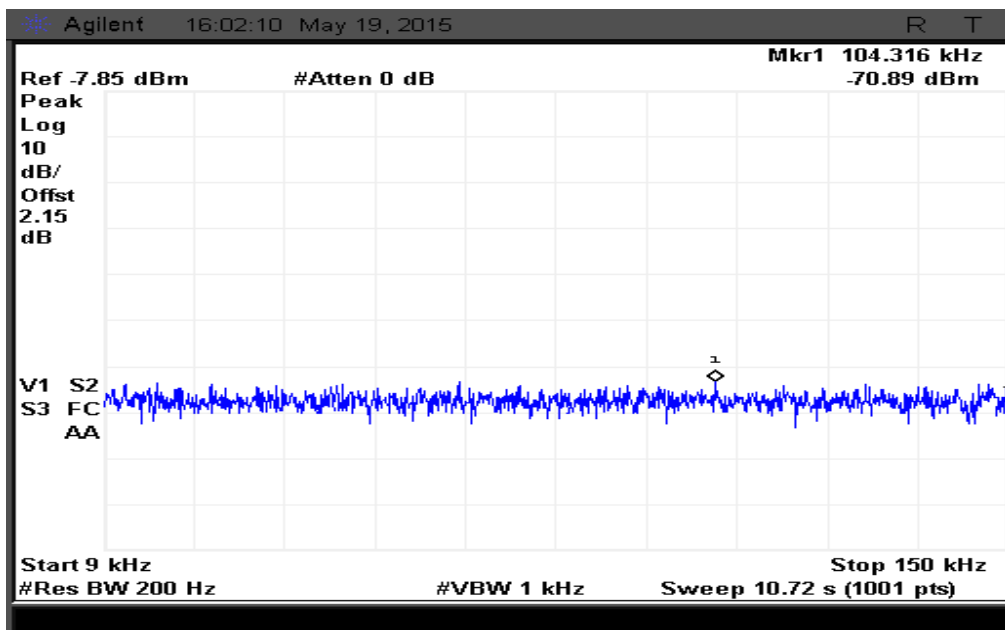 Agilent 16:02:10 May 19, 2015 R T
Mkr1 104.316 kHz
Ref -7.85 dBm #Atten 0 dB -70.89 dBm
Peak
Log
10
dB/
Offst
2.15
dB
1
V1 S2
S3 FC
AA
Start 9 kHz Stop 150 kHz
#Res BW 200 Hz #VBW 1 kHz Sweep 10.72 s (1001 pts)